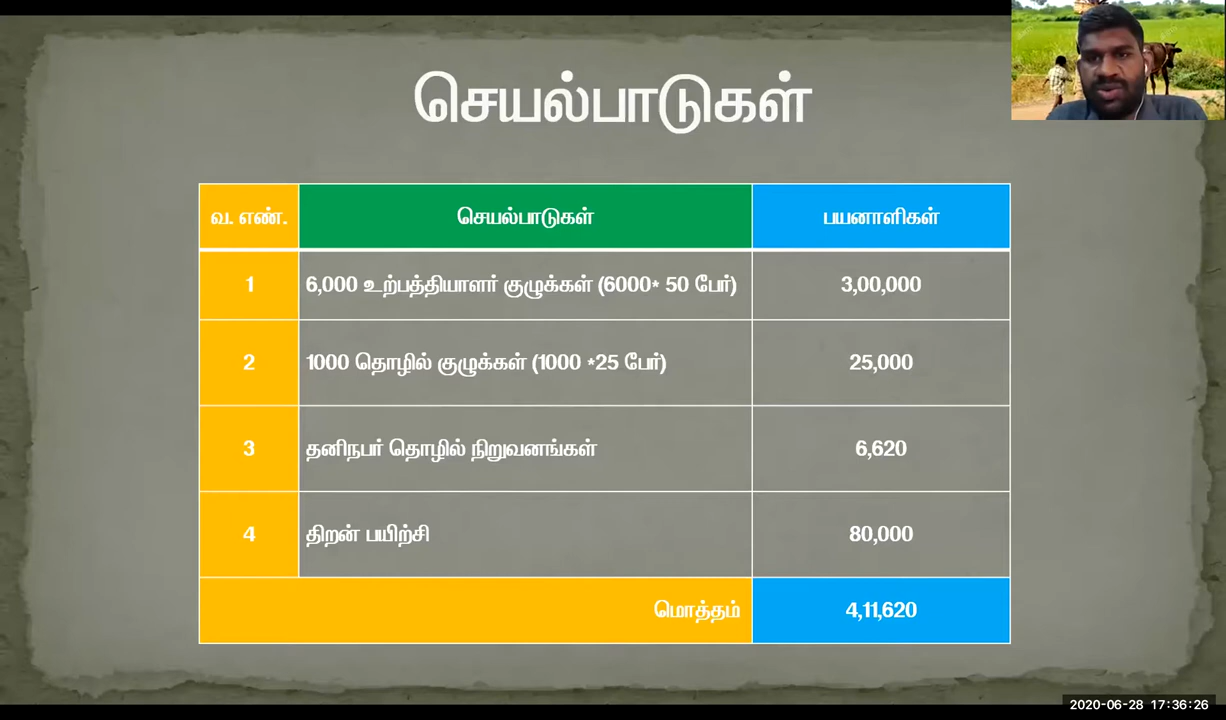 செயல்பாடுகள்
வ. எண். செயல்பாடுகள் பயனாளிகள்
1 6,000 உற்பத்தியாளர் குழுக்கள் (6000* 50 பேர்) 3,00,000
2 1000 தொழில் குழுக்கள் (1000 *25 பேர்) 25,000
3 தனிநபர் தொழில் நிறுவனங்கள் 6,620
4 திறன் பயிற்சி 80,000
மொத்தம் 4,11,620
2020-06-28 17:36:26